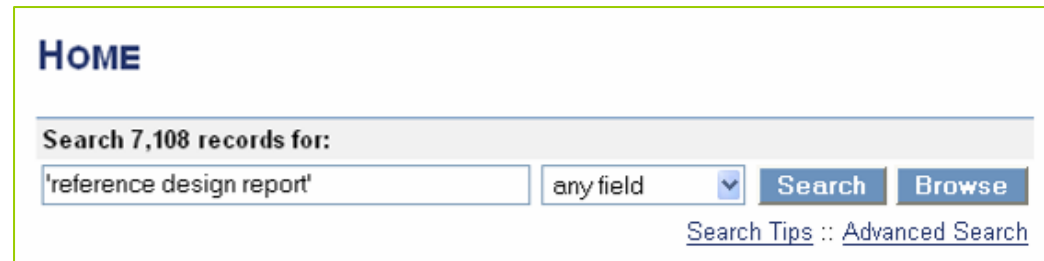 HOME
Search 7,108 records for:
'reference design report' any field Search Browse
Search Tips :: Advanced Search